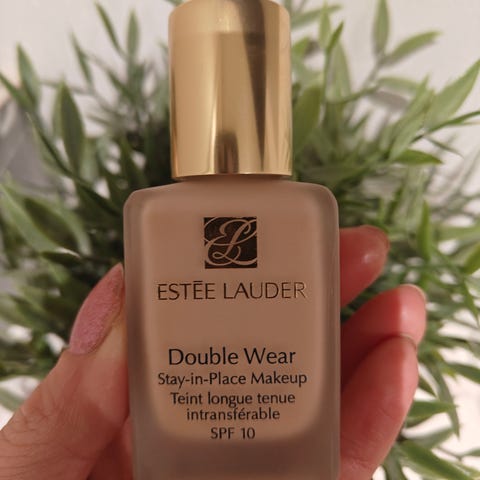 ESTĒE LAUDER
Double Wear
Stay-in-Place Makeup
Teint longue tenue
intransférable
SPF 10